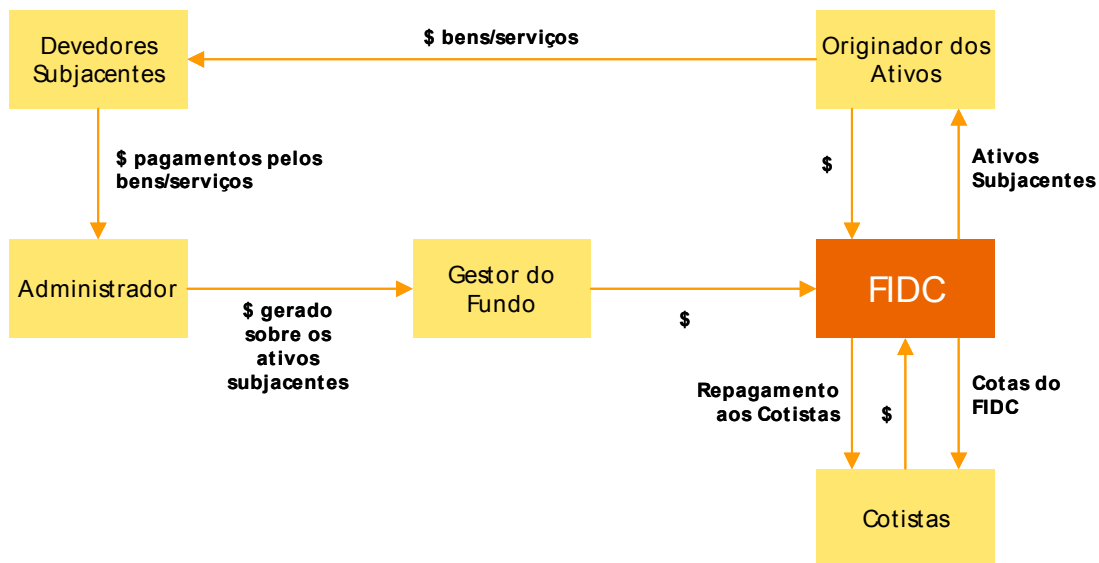 Devedores
Subjacentes
$ bens/serviços
Originador dos
Ativos
$ pagamentos pelos
bens/serviços
$
Ativos
Subjacentes
Administrador
$ gerado
sobre os
ativos
subjacentes
Gestor do
Fundo
$
FIDC
Repagamento
aos Cotistas
$
Cotas do
FIDC
Cotistas